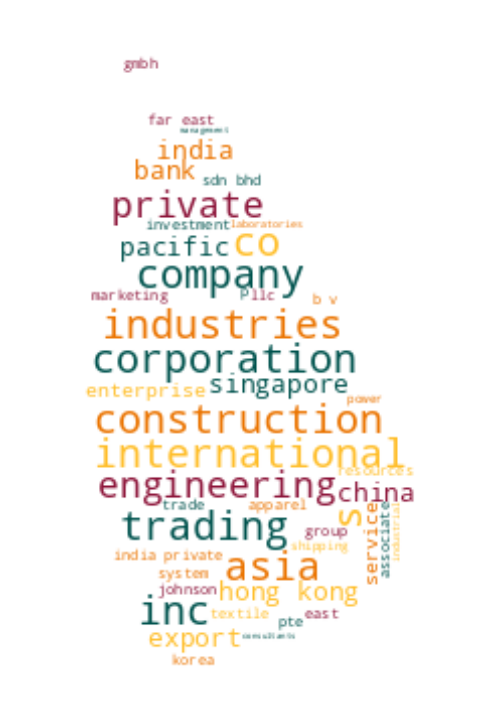 gmbh
far east
management
india
bank
sdn bhd
private
investment laboratories
pacific co
company
marketing pllc b v
industries
corporation
enterprise singapore
power
construction
international
resources
engineering china
trade apparel s
trading group service associate industrial
shipping
india private asia
system
johnson hong kong
inc textile pte east
export consultants
korea